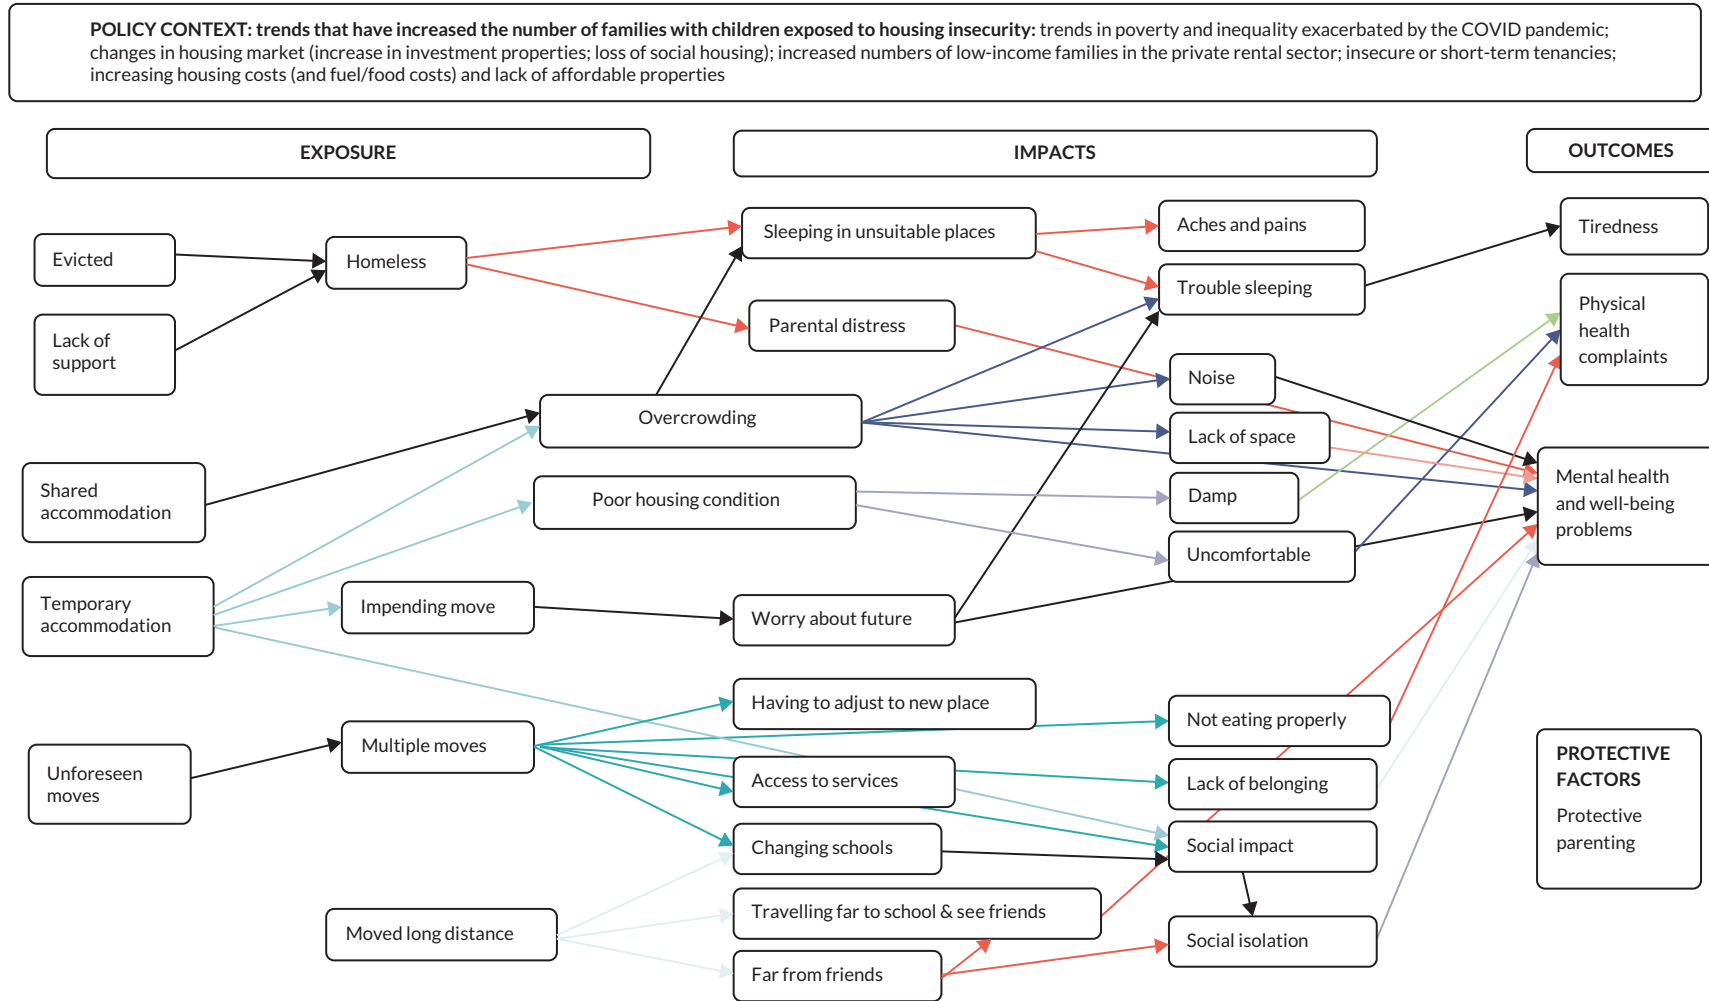 POLICY CONTEXT: trends that have increased the number of families with children exposed to housing insecurity: trends in poverty and inequality exacerbated by the COVID pandemic;
changes in housing market (increase in investment properties; loss of social housing); increased numbers of low-income families in the private rental sector; insecure or short-term tenancies;
increasing housing costs (and fuel/food costs) and lack of affordable properties
EXPOSURE
IMPACTS
OUTCOMES
Evicted
Lack of
support
Homeless
Shared
accommodation
Temporary
accommodation
Unforeseen
moves
Overcrowding
Poor housing condition
Impending move
Multiple moves
Moved long distance
Sleeping in unsuitable places
Parental distress
Worry about future
Having to adjust to new place
Access to services
Changing schools
Travelling far to school & see friends
Far from friends
Aches and pains
Trouble sleeping
Noise
Lack of space
Damp
Uncomfortable
Not eating properly
Lack of belonging
Social impact
Social isolation
Tiredness
Physical
health
complaints
Mental health
and well-being
problems
PROTECTIVE
FACTORS
Protective
parenting